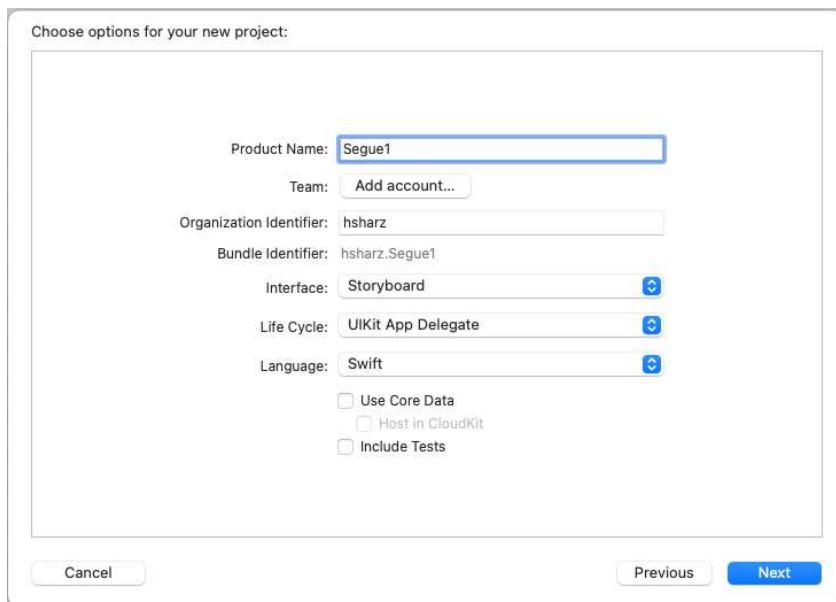 Choose options for your new project:
Product Name: Segue1
Team: Add account...
Organization Identifier: hsharz
Bundle Identifier: hsharz.Segue1
Interface: Storyboard
Life Cycle: UIKit App Delegate
Language: Swift
Use Core Data
Host in CloudKit
Include Tests
Cancel Previous Next